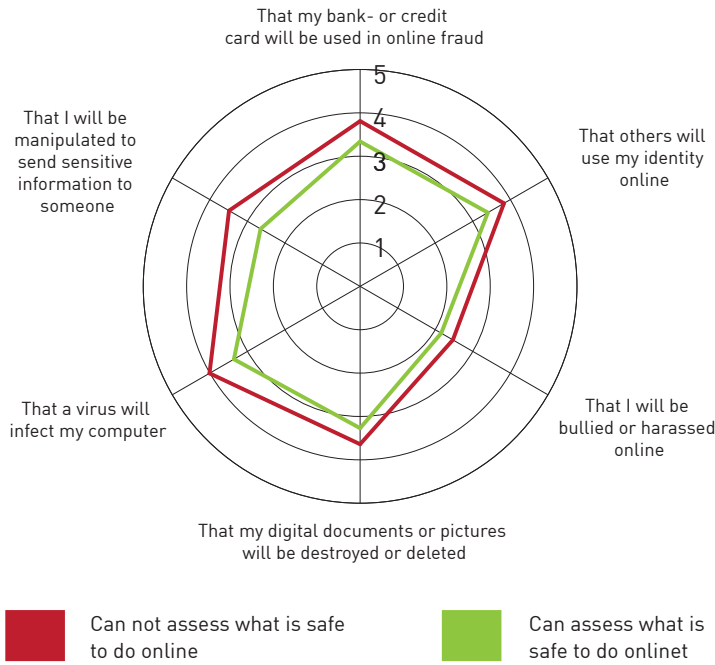 That my bank- or credit
card will be used in online fraud
5
4
3
2
1
That others will
use my identity
online
That I will be
bullied or harassed
online
That my digital documents or pictures
will be destroyed or deleted
That a virus will
infect my computer
That I will be
manipulated to
send sensitive
information to
someone
Can not assess what is safe
to do online
Can assess what is
safe to do onlinet